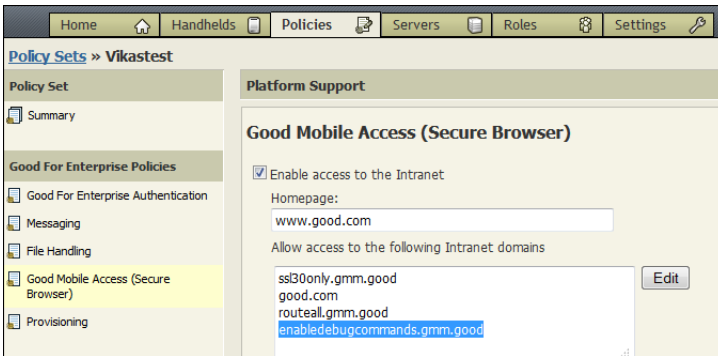 Home Handhelds Policies Servers Roles Settings
Policy Sets » Vikastest
Policy Set
Summary
Good For Enterprise Policies
Good For Enterprise Authentication
Messaging
File Handling
Good Mobile Access (Secure
Browser)
Provisioning
Platform Support
Good Mobile Access (Secure Browser)
Enable access to the Intranet
Homepage:
www.good.com
Allow access to the following Intranet domains
ssl30only.gmm.good
good.com
routeall.gmm.good
enabledebugcommands.gmm.good
Edit